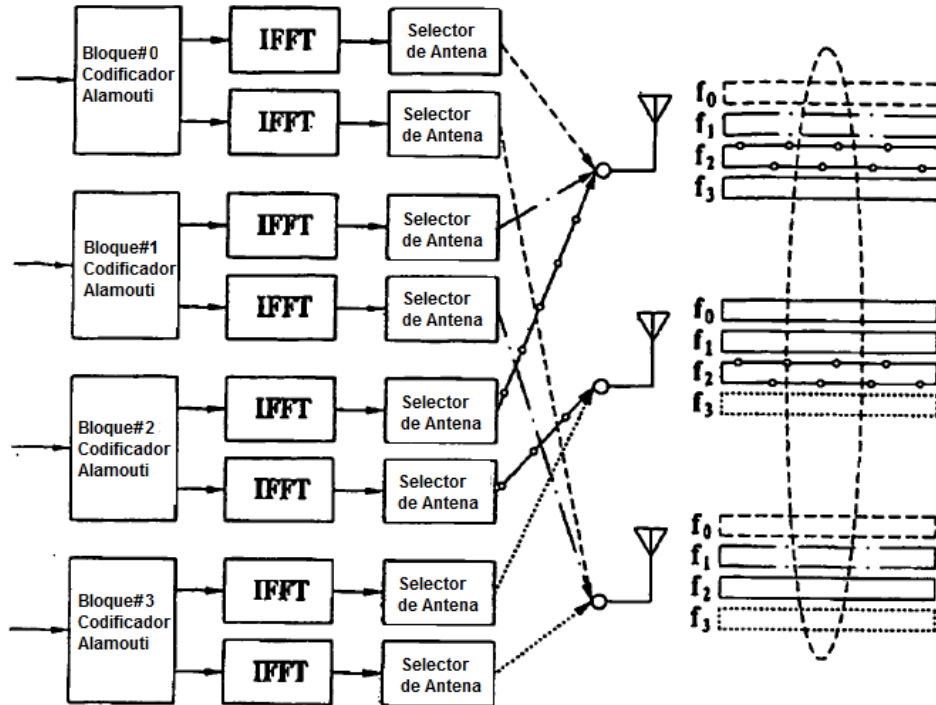 Bloque#0
Codificador
Alamouti
IFFT
Selector
de Antena
IFFT
Selector
de Antena
Bloque#1
Codificador
Alamouti
IFFT
Selector
de Antena
IFFT
Selector
de Antena
Bloque#2
Codificador
Alamouti
IFFT
Selector
de Antena
IFFT
Selector
de Antena
Bloque#3
Codificador
Alamouti
IFFT
Selector
de Antena
IFFT
Selector
de Antena
f0
f1
f2
f3
f0
f1
f2
f3
f0
f1
f2
f3